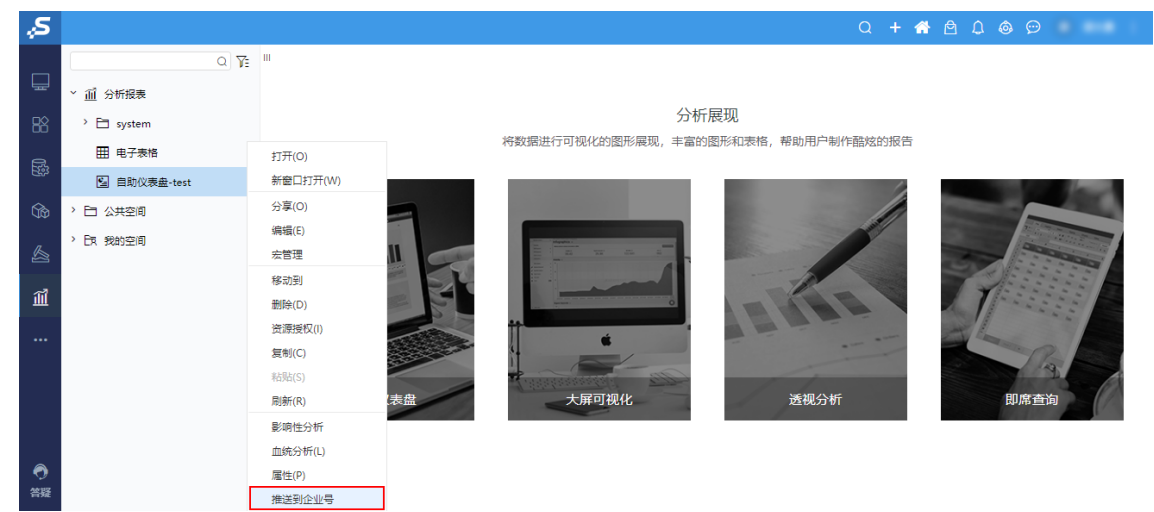 分析报表
system
电子表格
自助仪表盘-test
公共空间
我的空间
答疑
打开(O)
新窗口打开(W)
分享(O)
编辑(E)
宏管理
移动到
删除(D)
资源授权(I)
复制(C)
粘贴(S)
刷新(R)
影响性分析
血统分析(L)
属性(P)
推送到企业号
分析展现
将数据进行可视化的图形展现，丰富的图形和表格，帮助用户制作酷炫的报告
表盘
大屏可视化
透视分析
即席查询